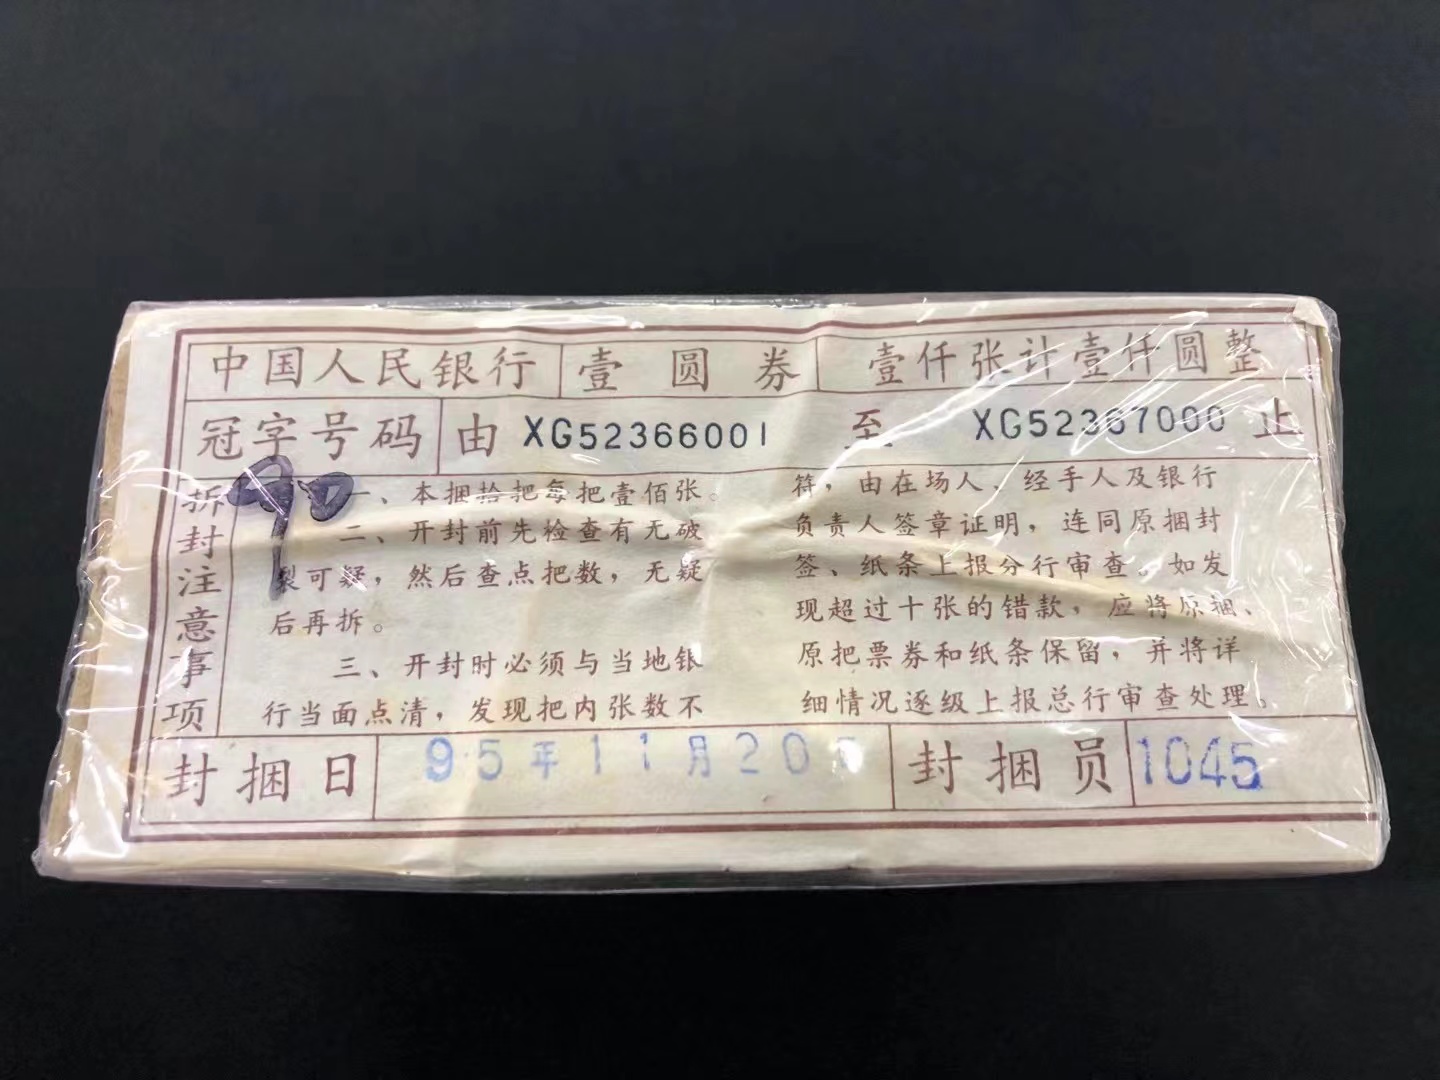 中国人民银行 壹圆券 壹仟张计壹仟圆整
冠字号码 由 XG52366001 至 XG52367000 止
90
拆封注意事项
一、本捆拾把每把壹佰张。
二、开封前先检查有无破
裂可疑，然后查点把数，无疑
后再拆。
三、开封时必须与当地银
行当面点清，发现把内张数不
符，由在场人、经手人及银行
负责人签章证明，连同原捆封
签、纸条上报分行审查。如发
现超过十张的错款，应将原捆、
原把票券和纸条保留，并将详
细情况逐级上报总行审查处理。
封捆日 95年11月20 封捆员 1045